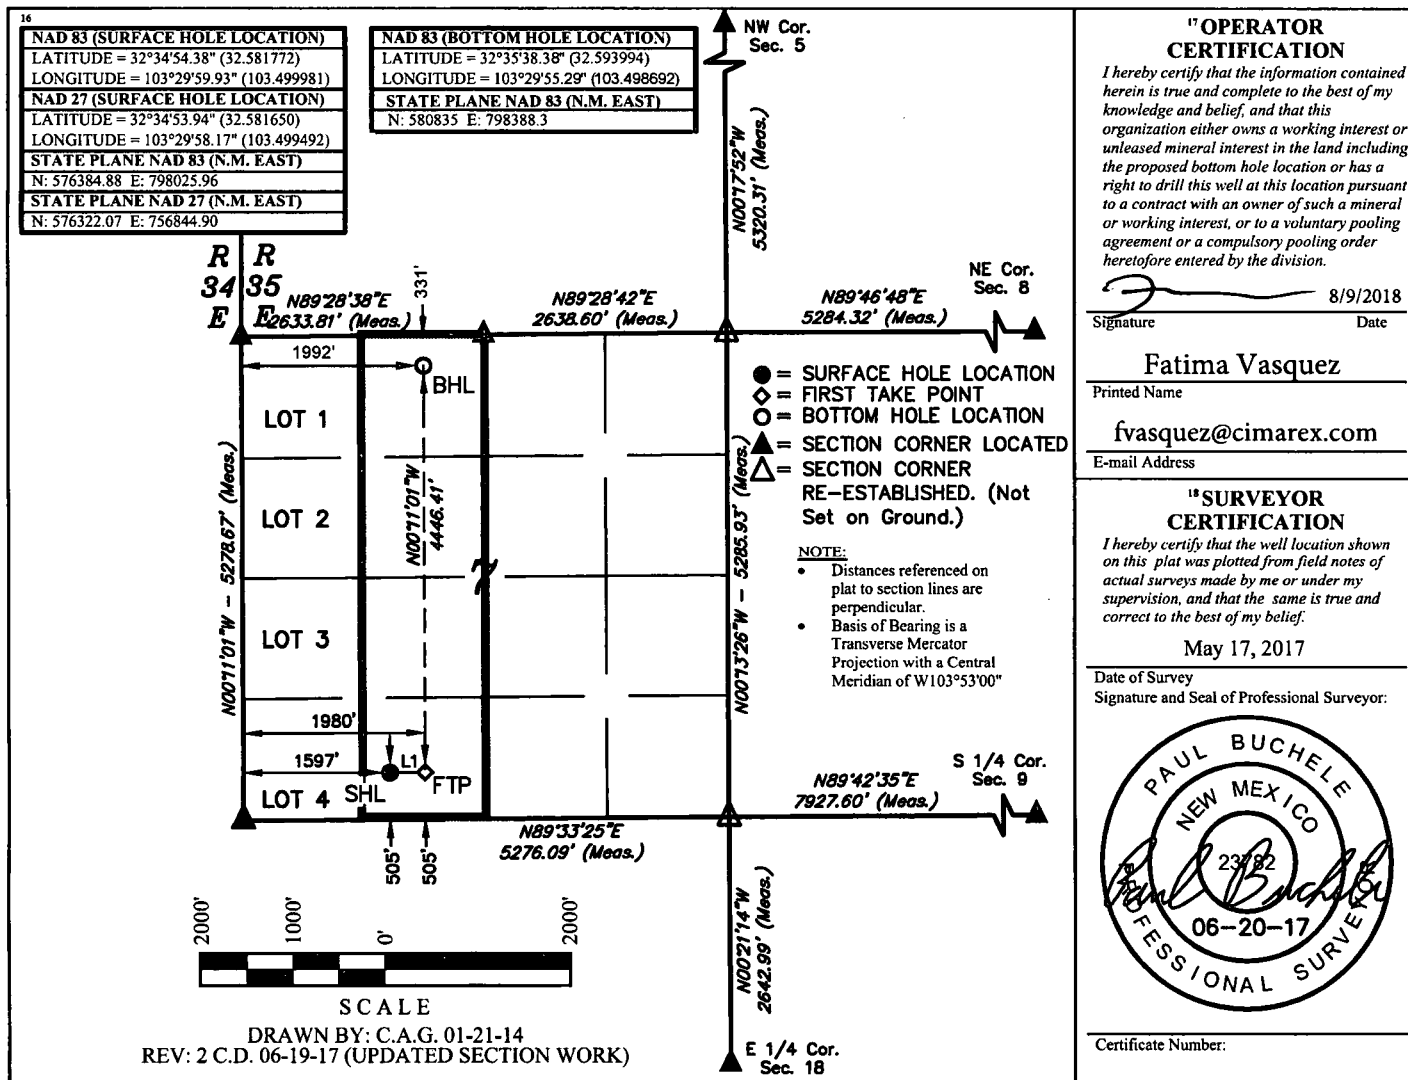 16
NAD 83 (SURFACE HOLE LOCATION)
LATITUDE = 32°34'54.38" (32.581772)
LONGITUDE = 103°29'59.93" (103.499981)
NAD 27 (SURFACE HOLE LOCATION)
LATITUDE = 32°34'53.94" (32.581650)
LONGITUDE = 103°29'58.17" (103.499492)
STATE PLANE NAD 83 (N.M. EAST)
N: 576384.88 E: 798025.96
STATE PLANE NAD 27 (N.M. EAST)
N: 576322.07 E: 756844.90
NAD 83 (BOTTOM HOLE LOCATION)
LATITUDE = 32°35'38.38" (32.593994)
LONGITUDE = 103°29'55.29" (103.498692)
STATE PLANE NAD 83 (N.M. EAST)
N: 580835 E: 798388.3
NW Cor.
Sec. 5
N00°17'52"W
5320.31' (Meas.)
R R
34 35
E E
331'
N89°28'38"E
2633.81' (Meas.)
N89°28'42"E
2638.60' (Meas.)
N89°46'48"E
5284.32' (Meas.)
NE Cor.
Sec. 8
1992'
BHL
LOT 1
LOT 2
LOT 3
LOT 4
N00°11'01"W - 5278.67' (Meas.)
N00°11'01"W
4446.41'
7
N00°13'26"W - 5285.93' (Meas.)
= SURFACE HOLE LOCATION
= FIRST TAKE POINT
= BOTTOM HOLE LOCATION
= SECTION CORNER LOCATED
= SECTION CORNER
RE-ESTABLISHED. (Not
Set on Ground.)
NOTE:
• Distances referenced on
plat to section lines are
perpendicular.
• Basis of Bearing is a
Transverse Mercator
Projection with a Central
Meridian of W103°53'00"
1980'
1597'
L1
SHL
FTP
505'
505'
N89°33'25"E
5276.09' (Meas.)
N89°42'35"E
7927.60' (Meas.)
S 1/4 Cor.
Sec. 9
N00°21'14"W
2642.99' (Meas.)
E 1/4 Cor.
Sec. 18
2000'
1000'
0'
2000'
SCALE
DRAWN BY: C.A.G. 01-21-14
REV: 2 C.D. 06-19-17 (UPDATED SECTION WORK)
17 OPERATOR
CERTIFICATION
I hereby certify that the information contained
herein is true and complete to the best of my
knowledge and belief, and that this
organization either owns a working interest or
unleased mineral interest in the land including
the proposed bottom hole location or has a
right to drill this well at this location pursuant
to a contract with an owner of such a mineral
or working interest, or to a voluntary pooling
agreement or a compulsory pooling order
heretofore entered by the division.
8/9/2018
Signature Date
Fatima Vasquez
Printed Name
fvasquez@cimarex.com
E-mail Address
18 SURVEYOR
CERTIFICATION
I hereby certify that the well location shown
on this plat was plotted from field notes of
actual surveys made by me or under my
supervision, and that the same is true and
correct to the best of my belief.
May 17, 2017
Date of Survey
Signature and Seal of Professional Surveyor:
PAUL BUCHELE
NEW MEXICO
23782
Paul Buchele
06-20-17
PROFESSIONAL SURVEYOR
Certificate Number: